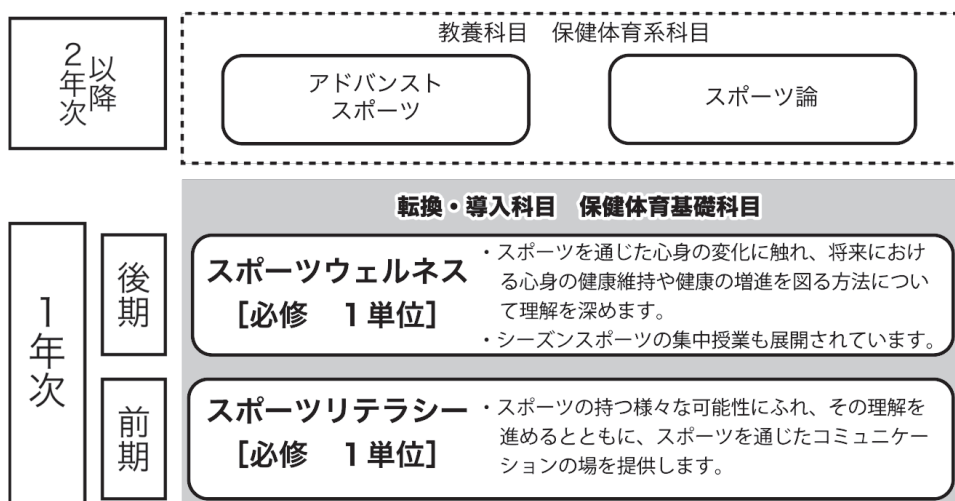 2年次
以降
教養科目　保健体育系科目
アドバンスト
スポーツ
スポーツ論
転換・導入科目　保健体育基礎科目
1年次
後期
スポーツウェルネス
［必修　1単位］
・スポーツを通じた心身の変化に触れ、将来におけ
る心身の健康維持や健康の増進を図る方法につい
て理解を深めます。
・シーズンスポーツの集中授業も展開されています。
前期
スポーツリテラシー
［必修　1単位］
・スポーツの持つ様々な可能性にふれ、その理解を
進めるとともに、スポーツを通じたコミュニケー
ションの場を提供します。